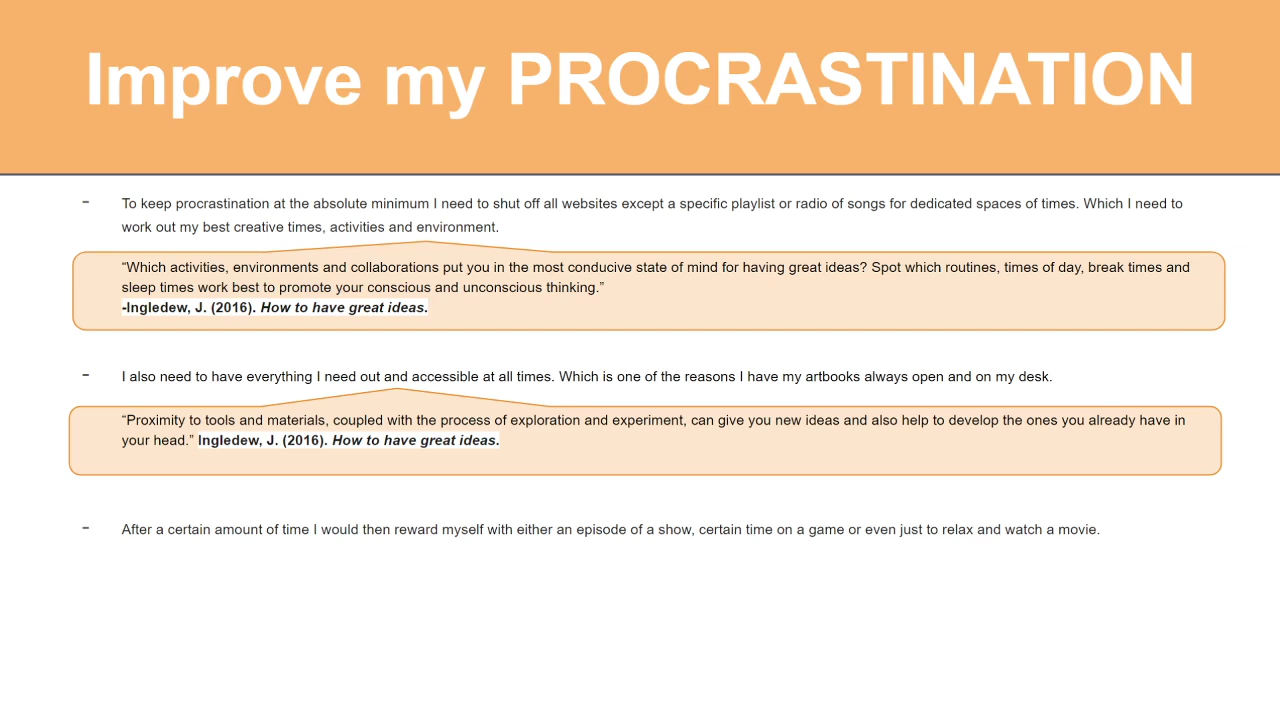 Improve my PROCRASTINATION
- To keep procrastination at the absolute minimum I need to shut off all websites except a specific playlist or radio of songs for dedicated spaces of times. Which I need to
work out my best creative times, activities and environment.
“Which activities, environments and collaborations put you in the most conducive state of mind for having great ideas? Spot which routines, times of day, break times and
sleep times work best to promote your conscious and unconscious thinking.”
-Ingledew, J. (2016). How to have great ideas.
- I also need to have everything I need out and accessible at all times. Which is one of the reasons I have my artbooks always open and on my desk.
“Proximity to tools and materials, coupled with the process of exploration and experiment, can give you new ideas and also help to develop the ones you already have in
your head.” Ingledew, J. (2016). How to have great ideas.
- After a certain amount of time I would then reward myself with either an episode of a show, certain time on a game or even just to relax and watch a movie.